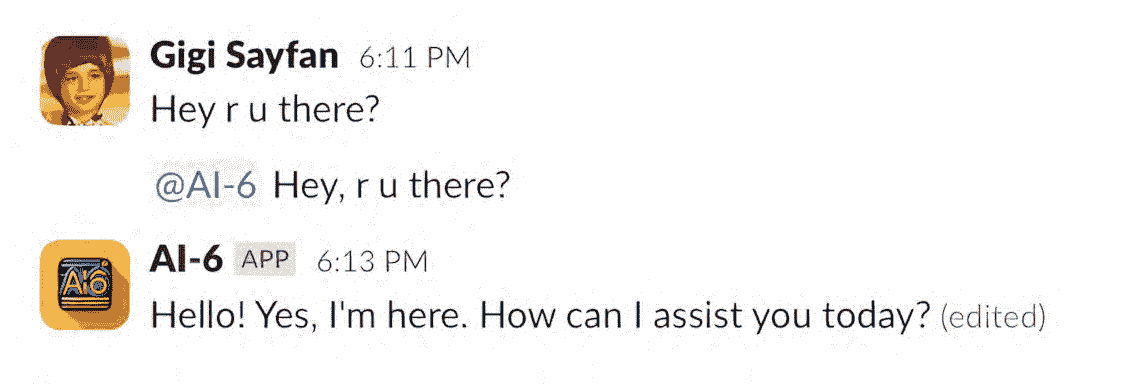 Gigi Sayfan 6:11 PM
Hey r u there?
@AI-6 Hey, r u there?
AI-6 APP 6:13 PM
AI6
Hello! Yes, I'm here. How can I assist you today? (edited)